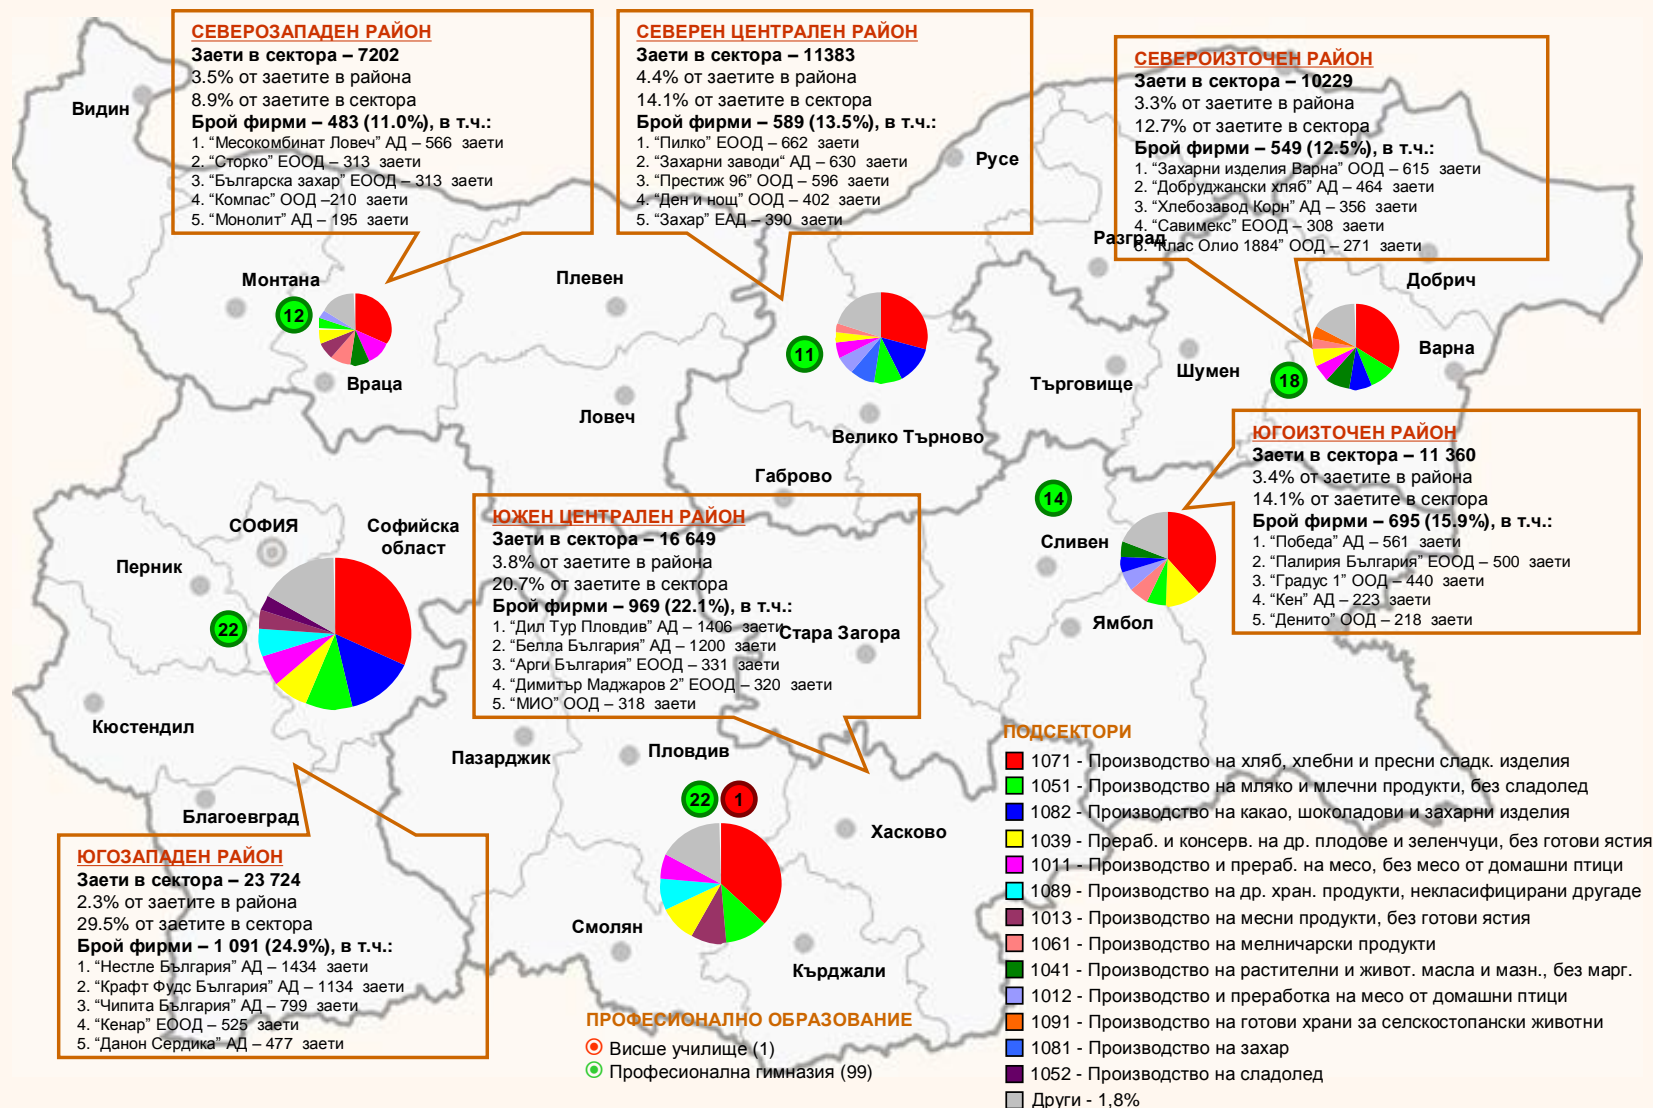 СЕВЕРОЗАПАДЕН РАЙОН
Заети в сектора – 7202
3.5% от заетите в района
8.9% от заетите в сектора
Брой фирми – 483 (11.0%), в т.ч.:
1. “Месокомбинат Ловеч” АД – 566 заети
2. “Сторко” ЕООД – 313 заети
3. “Българска захар” ЕООД – 313 заети
4. “Компас” ООД –210 заети
5. “Монолит” АД – 195 заети
СЕВЕРЕН ЦЕНТРАЛЕН РАЙОН
Заети в сектора – 11383
4.4% от заетите в района
14.1% от заетите в сектора
Брой фирми – 589 (13.5%), в т.ч.:
1. “Пилко” ЕООД – 662 заети
2. “Захарни заводи“ АД – 630 заети
3. “Престиж 96” ООД – 596 заети
4. “Ден и нощ” ООД – 402 заети
5. “Захар” ЕАД – 390 заети
СЕВЕРОИЗТОЧЕН РАЙОН
Заети в сектора – 10229
3.3% от заетите в района
12.7% от заетите в сектора
Брой фирми – 549 (12.5%), в т.ч.:
1. “Захарни изделия Варна” ООД – 615 заети
2. “Добруджански хляб” АД – 464 заети
3. “Хлебозавод Корн” АД – 356 заети
4. “Савимекс” ЕООД – 308 заети
6. “Клас Олио 1884” ООД – 271 заети
Видин
Русе
Разград
Монтана
Плевен
Добрич
12
11
18
Враца
Ловеч
Велико Търново
Габрово
Търговище
Шумен
Варна
ЮГОИЗТОЧЕН РАЙОН
Заети в сектора – 11 360
3.4% от заетите в района
14.1% от заетите в сектора
Брой фирми – 695 (15.9%), в т.ч.:
1. “Победа” АД – 561 заети
2. “Палирия България” ЕООД – 500 заети
3. “Градус 1” ООД – 440 заети
4. “Кен” АД – 223 заети
5. “Денито” ООД – 218 заети
14
Сливен
Ямбол
СОФИЯ
Софийска
област
Перник
22
Кюстендил
Благоевград
ЮЖЕН ЦЕНТРАЛЕН РАЙОН
Заети в сектора – 16 649
3.8% от заетите в района
20.7% от заетите в сектора
Брой фирми – 969 (22.1%), в т.ч.:
1. “Дил Тур Пловдив” АД – 1406 заети
2. “Белла България” АД – 1200 заети
3. “Арги България” ЕООД – 331 заети
4. “Димитър Маджаров 2” ЕООД – 320 заети
5. “МИО” ООД – 318 заети
Стара Загора
Пазарджик
Пловдив
22
1
Хасково
Смолян
Кърджали
ЮГОЗАПАДЕН РАЙОН
Заети в сектора – 23 724
2.3% от заетите в района
29.5% от заетите в сектора
Брой фирми – 1 091 (24.9%), в т.ч.:
1. “Нестле България” АД – 1434 заети
2. “Крафт Фудс България” АД – 1134 заети
3. “Чипита България” АД – 799 заети
4. “Кенар” ЕООД – 525 заети
5. “Данон Сердика” АД – 477 заети
ПРОФЕСИОНАЛНО ОБРАЗОВАНИЕ
Висше училище (1)
Професионална гимназия (99)
ПОДСЕКТОРИ
1071 - Производство на хляб, хлебни и пресни сладк. изделия
1051 - Производство на мляко и млечни продукти, без сладолед
1082 - Производство на какао, шоколадови и захарни изделия
1039 - Прераб. и консерв. на др. плодове и зеленчуци, без готови ястия
1011 - Производство и прераб. на месо, без месо от домашни птици
1089 - Производство на др. хран. продукти, некласифицирани другаде
1013 - Производство на месни продукти, без готови ястия
1061 - Производство на мелничарски продукти
1041 - Производство на растителни и живот. масла и мазн., без марг.
1012 - Производство и преработка на месо от домашни птици
1091 - Производство на готови храни за селскостопански животни
1081 - Производство на захар
1052 - Производство на сладолед
Други - 1,8%